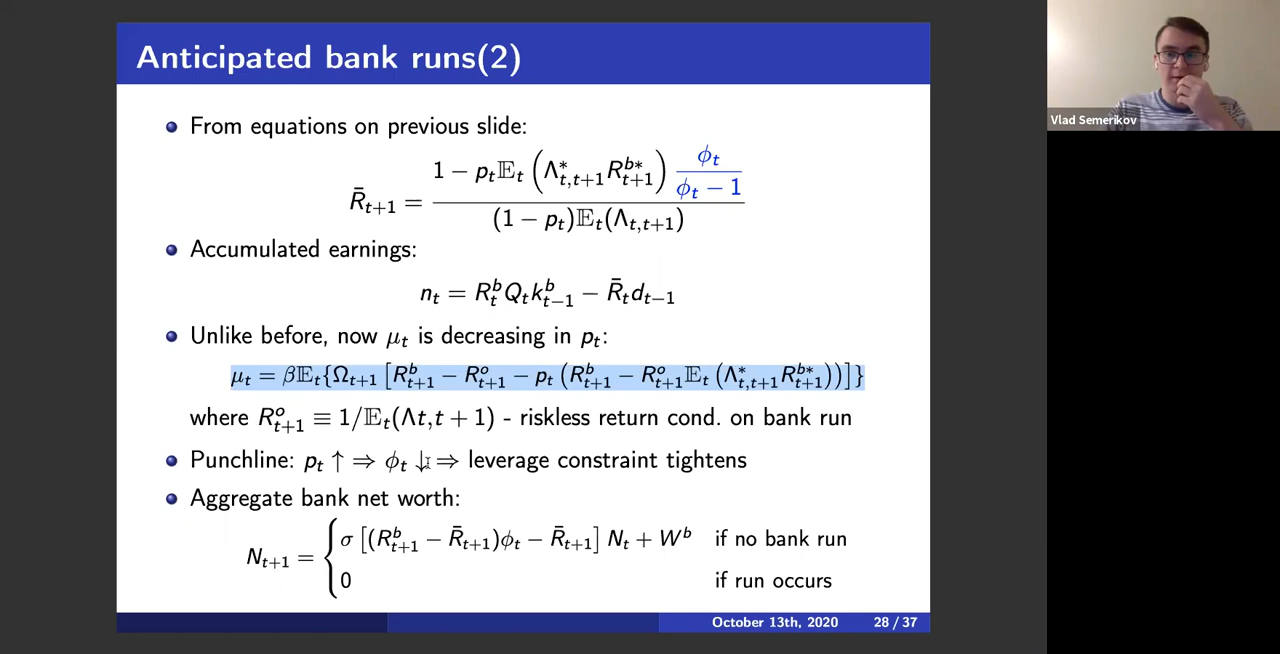 Anticipated bank runs(2)
From equations on previous slide:
R̄_{t+1} = \frac{1 − p_t 𝔼_t (Λ^*_{t,t+1} R^{b*}_{t+1}) \frac{ϕ_t}{ϕ_t − 1}}{(1 − p_t)𝔼_t(Λ_{t,t+1})}
Accumulated earnings:
n_t = R^b_t Q_t k^b_{t−1} − R̄_t d_{t−1}
Unlike before, now μ_t is decreasing in p_t:
μ_t = β𝔼_t{Ω_{t+1} [R^b_{t+1} − R^o_{t+1} − p_t (R^b_{t+1} − R^o_{t+1}𝔼_t (Λ^*_{t,t+1} R^{b*}_{t+1}))]}
where R^o_{t+1} ≡ 1/𝔼_t(Λt, t + 1) - riskless return cond. on bank run
Punchline: p_t ↑ ⇒ ϕ_t ↓ ⇒ leverage constraint tightens
Aggregate bank net worth:
N_{t+1} = { σ [(R^b_{t+1} − R̄_{t+1})ϕ_t − R̄_{t+1}] N_t + W^b if no bank run
0 if run occurs
October 13th, 2020 28 / 37
Vlad Semerikov